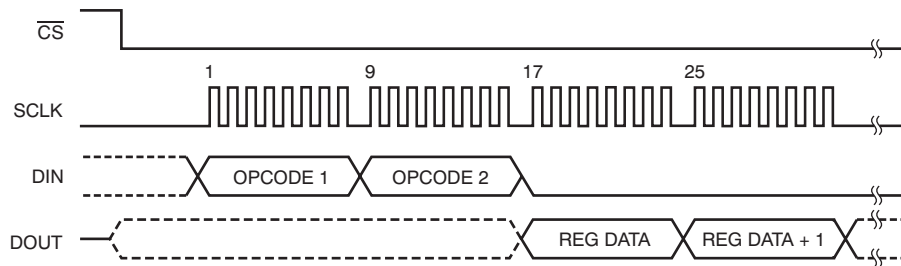 CS
1 9 17 25
SCLK
DIN OPCODE 1 OPCODE 2
DOUT REG DATA REG DATA + 1